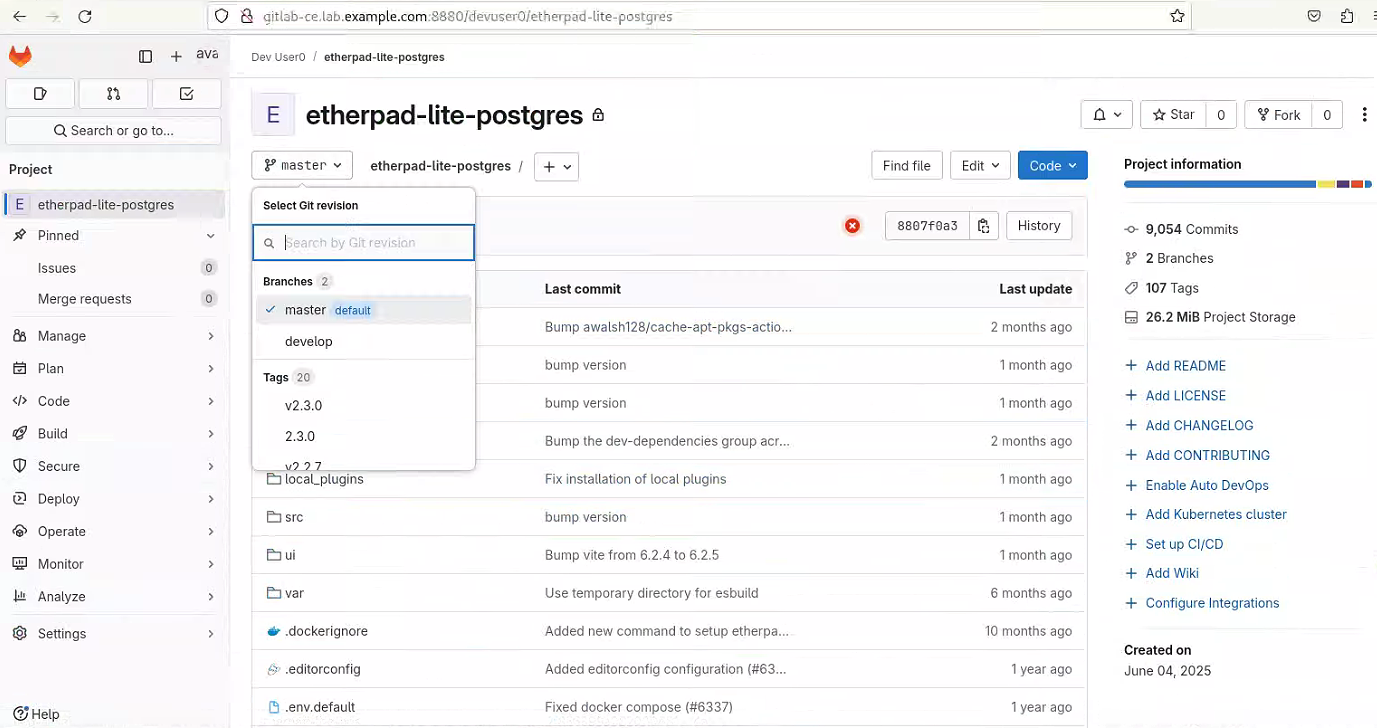 gitlab-ce.lab.example.com:8880/devuser0/etherpad-lite-postgres
ava
Search or go to...
Project
E etherpad-lite-postgres
Pinned
Issues 0
Merge requests 0
Manage
Plan
Code
Build
Secure
Deploy
Operate
Monitor
Analyze
Settings
Help
Dev User0 / etherpad-lite-postgres
E etherpad-lite-postgres
Star 0
Fork 0
master
etherpad-lite-postgres /
Find file
Edit
Code
Select Git revision
Search by Git revision
Branches 2
master default
develop
Tags 20
v2.3.0
2.3.0
v2.2.7
8807f0a3
History
Last commit Last update
Bump awalsh128/cache-apt-pkgs-actio... 2 months ago
bump version 1 month ago
bump version 1 month ago
Bump the dev-dependencies group acr... 2 months ago
local_plugins Fix installation of local plugins 1 month ago
src bump version 1 month ago
ui Bump vite from 6.2.4 to 6.2.5 1 month ago
var Use temporary directory for esbuild 6 months ago
.dockerignore Added new command to setup etherpa... 10 months ago
.editorconfig Added editorconfig configuration (#63... 1 year ago
.env.default Fixed docker compose (#6337) 1 year ago
Project information
9,054 Commits
2 Branches
107 Tags
26.2 MiB Project Storage
Add README
Add LICENSE
Add CHANGELOG
Add CONTRIBUTING
Enable Auto DevOps
Add Kubernetes cluster
Set up CI/CD
Add Wiki
Configure Integrations
Created on
June 04, 2025